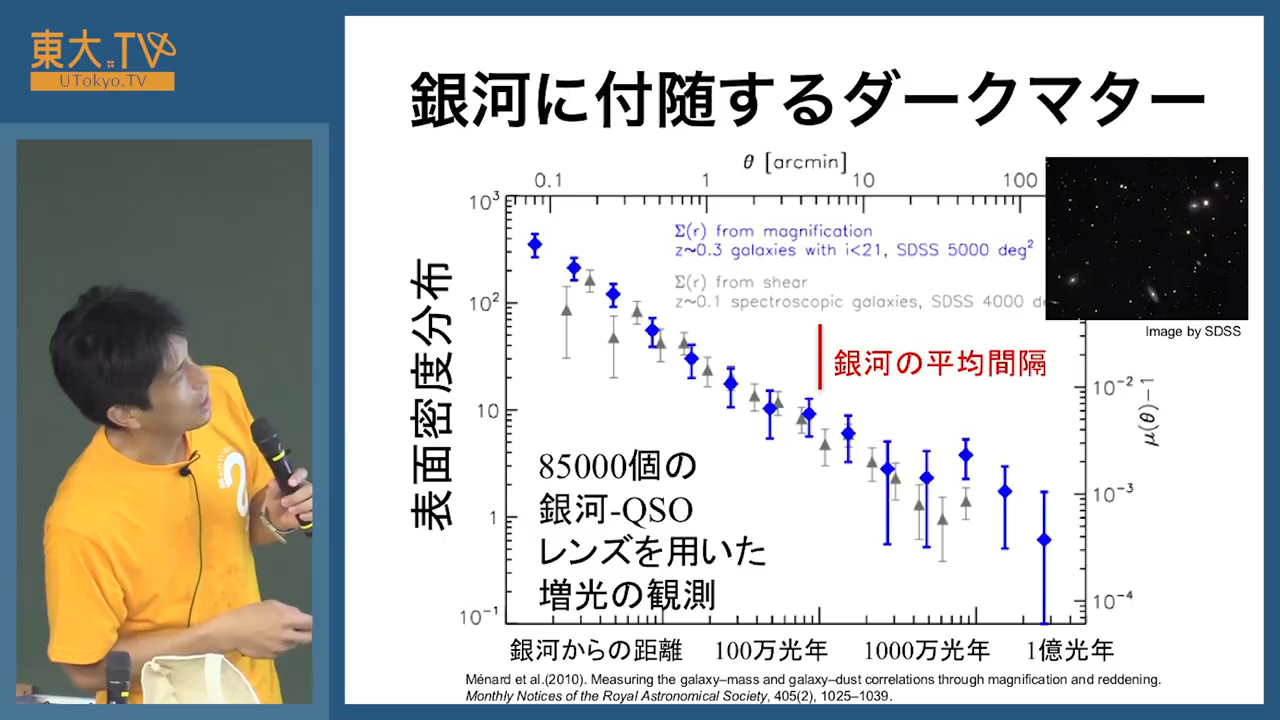 東大.TV
UTokyo.TV
銀河に付随するダークマター
θ [arcmin]
0.1 1 10 100
10³
10²
10
1
10⁻¹
表面密度分布
Σ(r) from magnification
z~0.3 galaxies with i<21, SDSS 5000 deg²
Σ(r) from shear
z~0.1 spectroscopic galaxies, SDSS 4000 de
Image by SDSS
銀河の平均間隔
10⁻²
10⁻³
10⁻⁴
μ(θ)−1
85000個の
銀河-QSO
レンズを用いた
増光の観測
銀河からの距離 100万光年 1000万光年 1億光年
Ménard et al.(2010). Measuring the galaxy–mass and galaxy–dust correlations through magnification and reddening.
Monthly Notices of the Royal Astronomical Society, 405(2), 1025–1039.